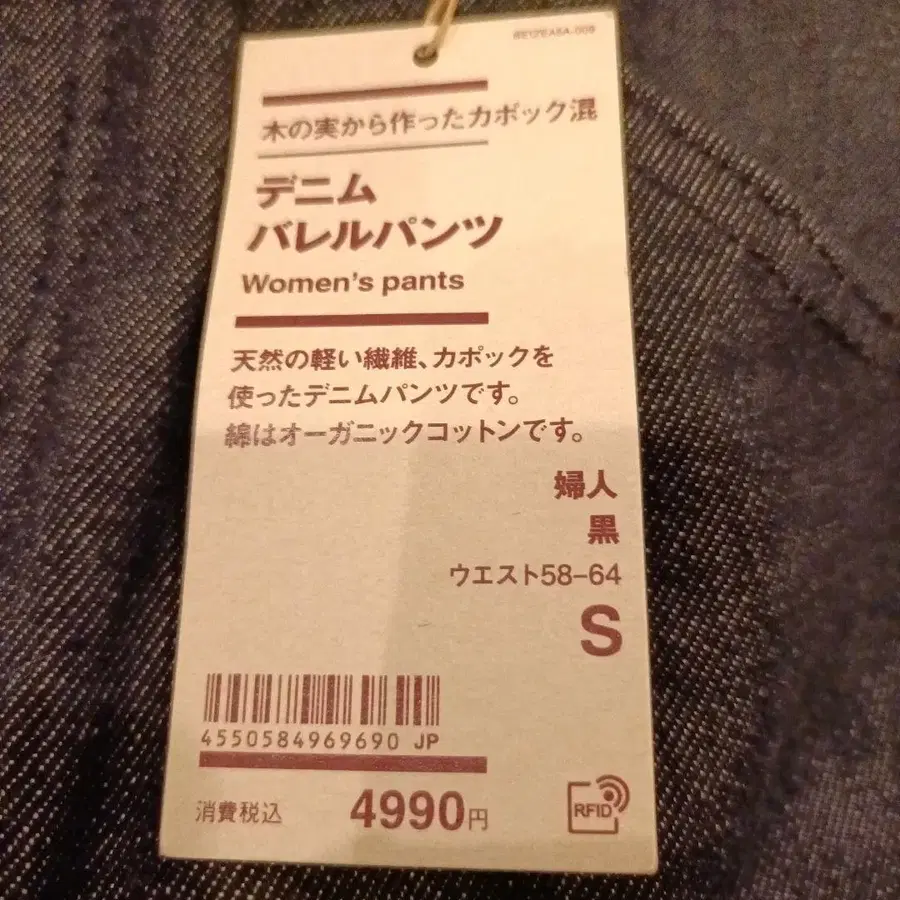 木の実から作ったカポック混
デニム
バレルパンツ
Women's pants
天然の軽い繊維、カポックを
使ったデニムパンツです。
綿はオーガニックコットンです。
婦人
黒
ウエスト58-64
S
4550584969690 JP
消費税込 4990円
RFID